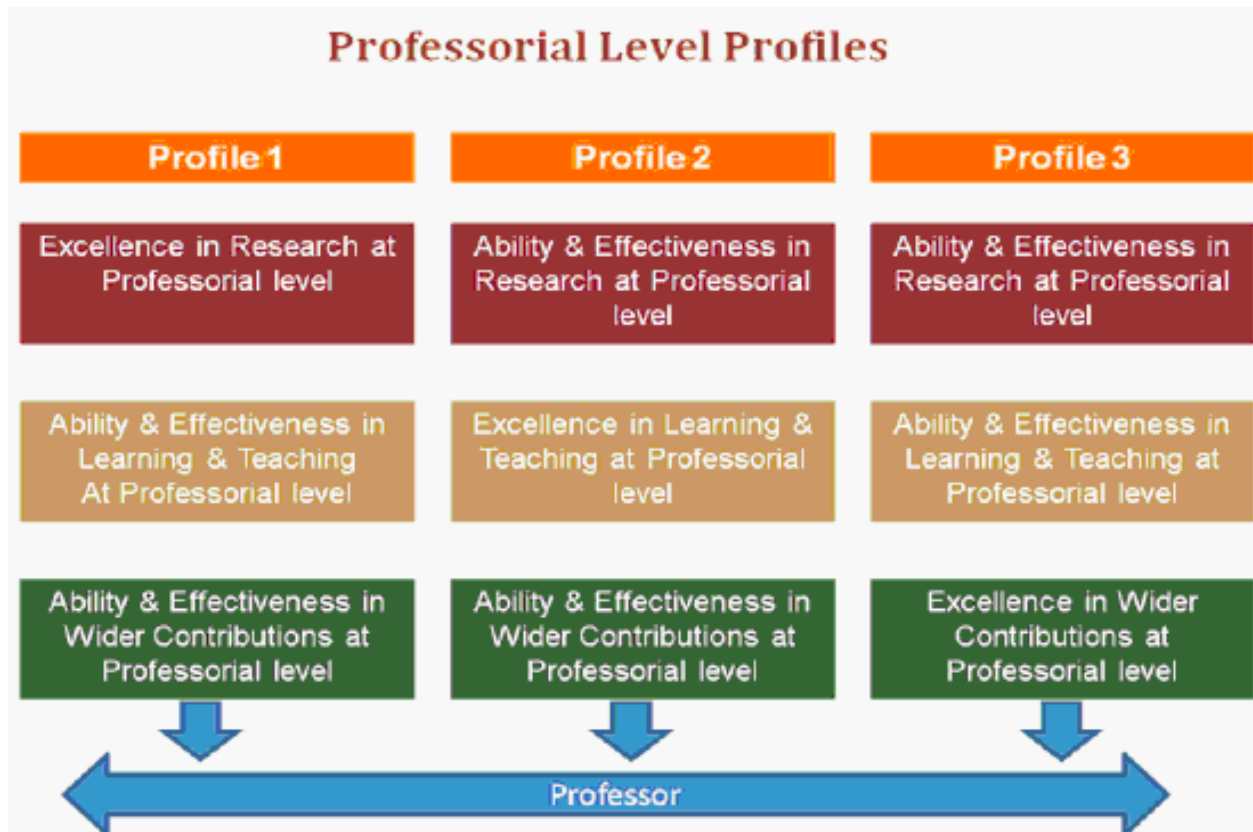 Professorial Level Profiles
Profile 1
Excellence in Research at
Professorial level
Ability & Effectiveness in
Learning & Teaching
At Professorial level
Ability & Effectiveness in
Wider Contributions at
Professorial level
Profile 2
Ability & Effectiveness in
Research at Professorial
level
Excellence in Learning &
Teaching at Professorial
level
Ability & Effectiveness in
Wider Contributions at
Professorial level
Profile 3
Ability & Effectiveness in
Research at Professorial
level
Ability & Effectiveness in
Learning & Teaching at
Professorial level
Excellence in Wider
Contributions at
Professorial level
Professor